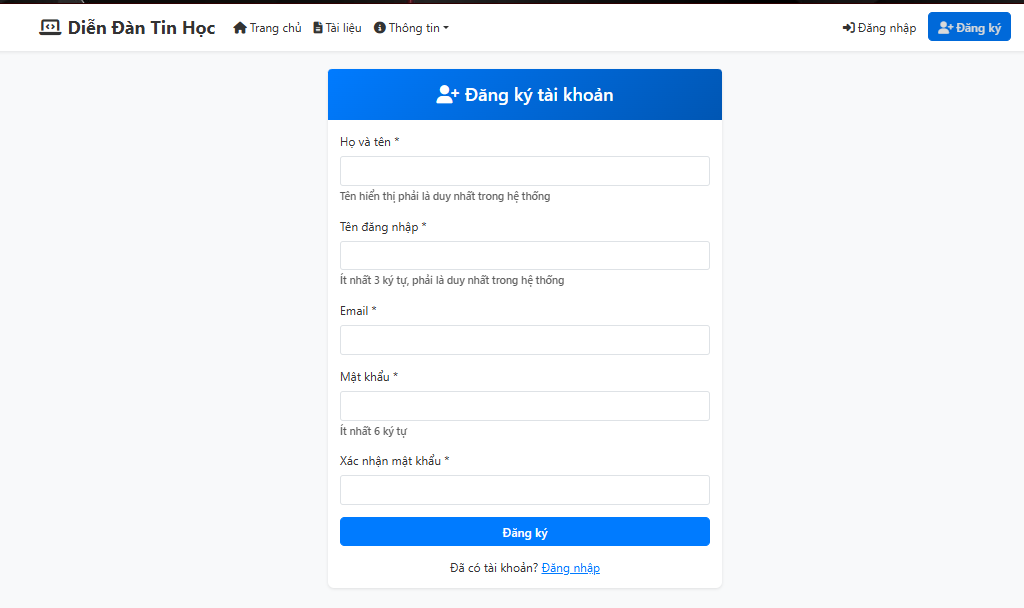 Diễn Đàn Tin Học Trang chủ Tài liệu Thông tin Đăng nhập Đăng ký
Đăng ký tài khoản
Họ và tên *
Tên hiển thị phải là duy nhất trong hệ thống
Tên đăng nhập *
Ít nhất 3 ký tự, phải là duy nhất trong hệ thống
Email *
Mật khẩu *
Ít nhất 6 ký tự
Xác nhận mật khẩu *
Đăng ký
Đã có tài khoản? Đăng nhập